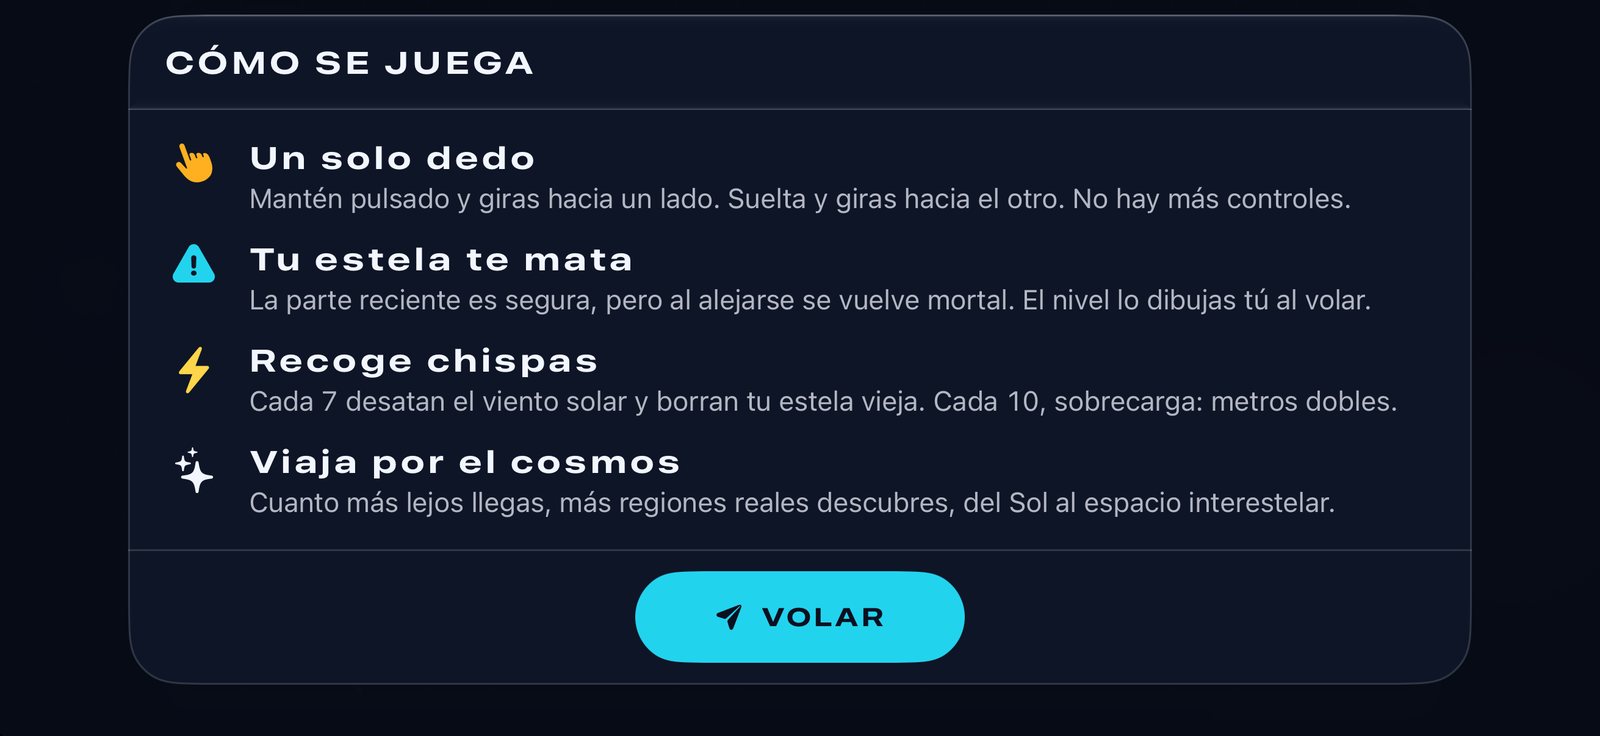 CÓMO SE JUEGA
Un solo dedo
Mantén pulsado y giras hacia un lado. Suelta y giras hacia el otro. No hay más controles.
Tu estela te mata
La parte reciente es segura, pero al alejarse se vuelve mortal. El nivel lo dibujas tú al volar.
Recoge chispas
Cada 7 desatan el viento solar y borran tu estela vieja. Cada 10, sobrecarga: metros dobles.
Viaja por el cosmos
Cuanto más lejos llegas, más regiones reales descubres, del Sol al espacio interestelar.
VOLAR